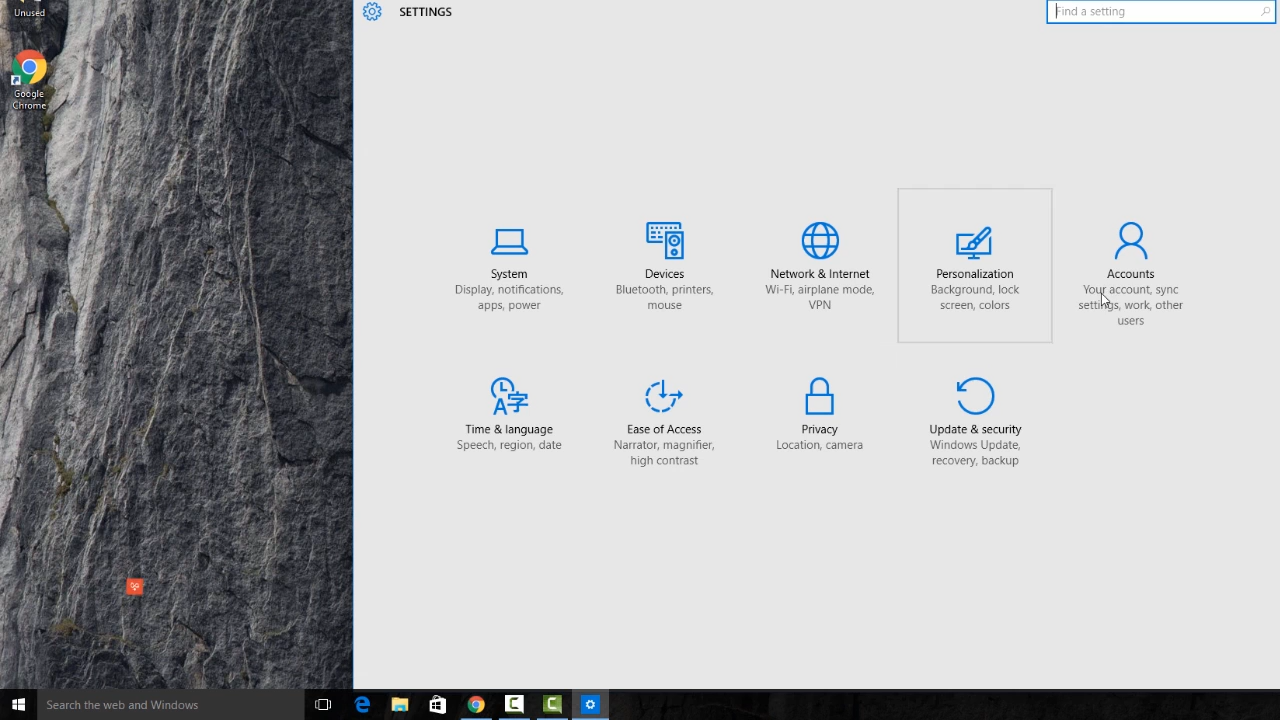 Unused
Google
Chrome
SETTINGS
Find a setting
System
Display, notifications,
apps, power
Devices
Bluetooth, printers,
mouse
Network & Internet
Wi-Fi, airplane mode,
VPN
Personalization
Background, lock
screen, colors
Accounts
Your account, sync
settings, work, other
users
Time & language
Speech, region, date
Ease of Access
Narrator, magnifier,
high contrast
Privacy
Location, camera
Update & security
Windows Update,
recovery, backup
Search the web and Windows